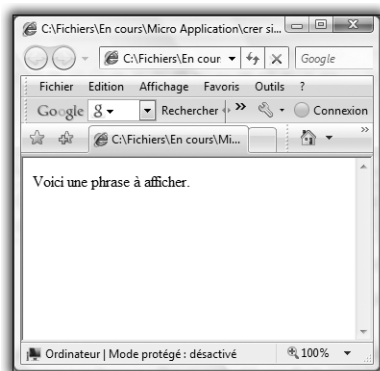 C:\Fichiers\En cours\Micro Application\crer si...
C:\Fichiers\En cour Google
Fichier Edition Affichage Favoris Outils ?
Google g Rechercher » Connexion »
C:\Fichiers\En cours\Mi...
Voici une phrase à afficher.
Ordinateur | Mode protégé : désactivé 100%